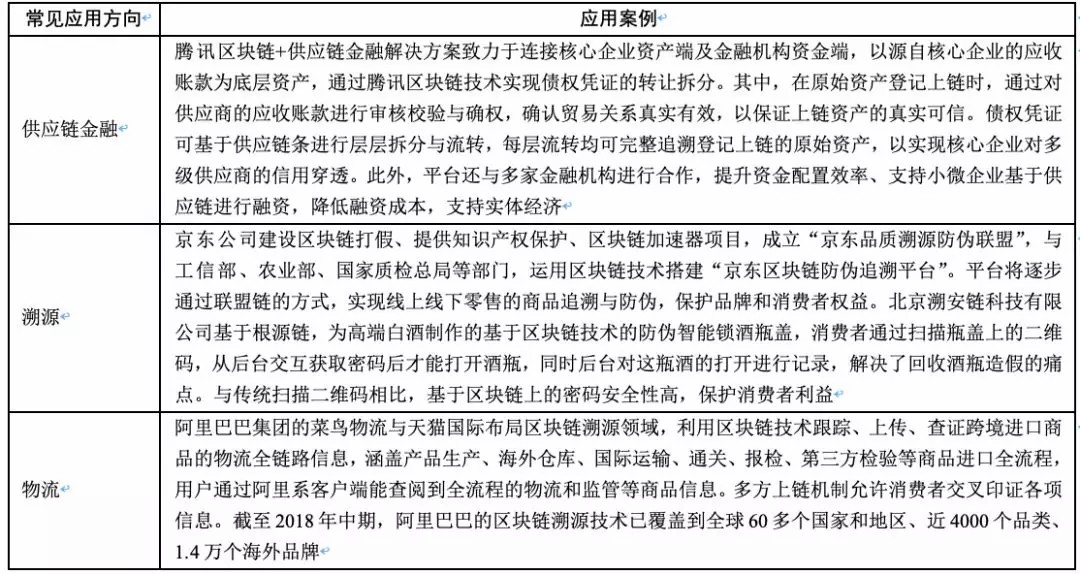 常见应用方向
应用案例
供应链金融
腾讯区块链+供应链金融解决方案致力于连接核心企业资产端及金融机构资金端，以源自核心企业的应收
账款为底层资产，通过腾讯区块链技术实现债权凭证的转让拆分。其中，在原始资产登记上链时，通过对
供应商的应收账款进行审核校验与确权，确认贸易关系真实有效，以保证上链资产的真实可信。债权凭证
可基于供应链条进行层层拆分与流转，每层流转均可完整追溯登记上链的原始资产，以实现核心企业对多
级供应商的信用穿透。此外，平台还与多家金融机构进行合作，提升资金配置效率、支持小微企业基于供
应链进行融资，降低融资成本，支持实体经济
溯源
京东公司建设区块链打假、提供知识产权保护、区块链加速器项目，成立“京东品质溯源防伪联盟”，与
工信部、农业部、国家质检总局等部门，运用区块链技术搭建“京东区块链防伪追溯平台”。平台将逐步
通过联盟链的方式，实现线上线下零售的商品追溯与防伪，保护品牌和消费者权益。北京溯安链科技有限
公司基于根源链，为高端白酒制作的基于区块链技术的防伪智能锁酒瓶盖，消费者通过扫描瓶盖上的二维
码，从后台交互获取密码后才能打开酒瓶，同时后台对这瓶酒的打开进行记录，解决了回收酒瓶造假的痛
点。与传统扫描二维码相比，基于区块链上的密码安全性高，保护消费者利益
物流
阿里巴巴集团的菜鸟物流与天猫国际布局区块链溯源领域，利用区块链技术跟踪、上传、查证跨境进口商
品的物流全链路信息，涵盖产品生产、海外仓库、国际运输、通关、报检、第三方检验等商品进口全流程，
用户通过阿里系客户端能查阅到全流程的物流和监管等商品信息。多方上链机制允许消费者交叉印证各项
信息。截至 2018 年中期，阿里巴巴的区块链溯源技术已覆盖到全球 60 多个国家和地区、近 4000 个品类、
1.4 万个海外品牌